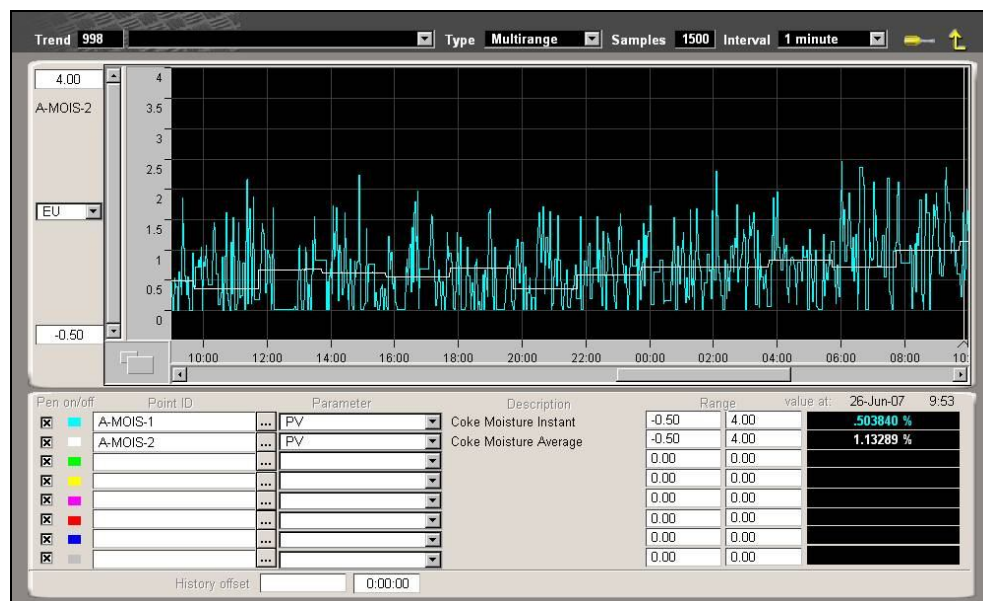 Trend 998 Type Multirange Samples 1500 Interval 1 minute
4.00
A-MOIS-2
EU
-0.50
4
3.5
3
2.5
2
1.5
1
0.5
0
10:00 12:00 14:00 16:00 18:00 20:00 22:00 00:00 02:00 04:00 06:00 08:00 10:
Pen on/off Point ID Parameter Description Range value at: 26-Jun-07 9:53
A-MOIS-1 ... PV Coke Moisture Instant -0.50 4.00 .503840 %
A-MOIS-2 ... PV Coke Moisture Average -0.50 4.00 1.13289 %
... 0.00 0.00
... 0.00 0.00
... 0.00 0.00
... 0.00 0.00
... 0.00 0.00
... 0.00 0.00
History offset 0:00:00